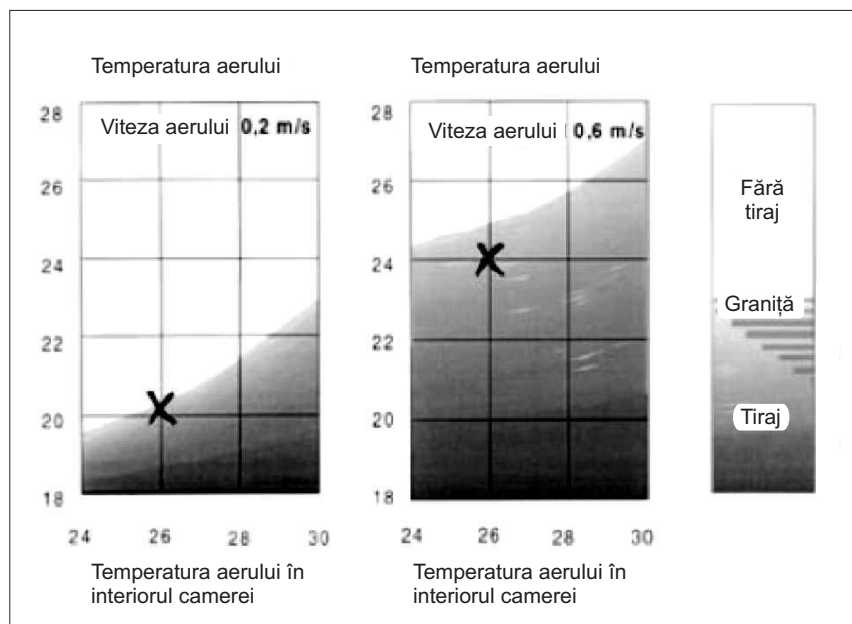 Temperatura aerului
28
Viteza aerului 0,2 m/s
26
24
22
20
18
24 26 28 30
Temperatura aerului în
interiorul camerei
Temperatura aerului
28
Viteza aerului 0,6 m/s
26
24
22
20
18
24 26 28 30
Temperatura aerului în
interiorul camerei
Fără
tiraj
Graniță
Tiraj